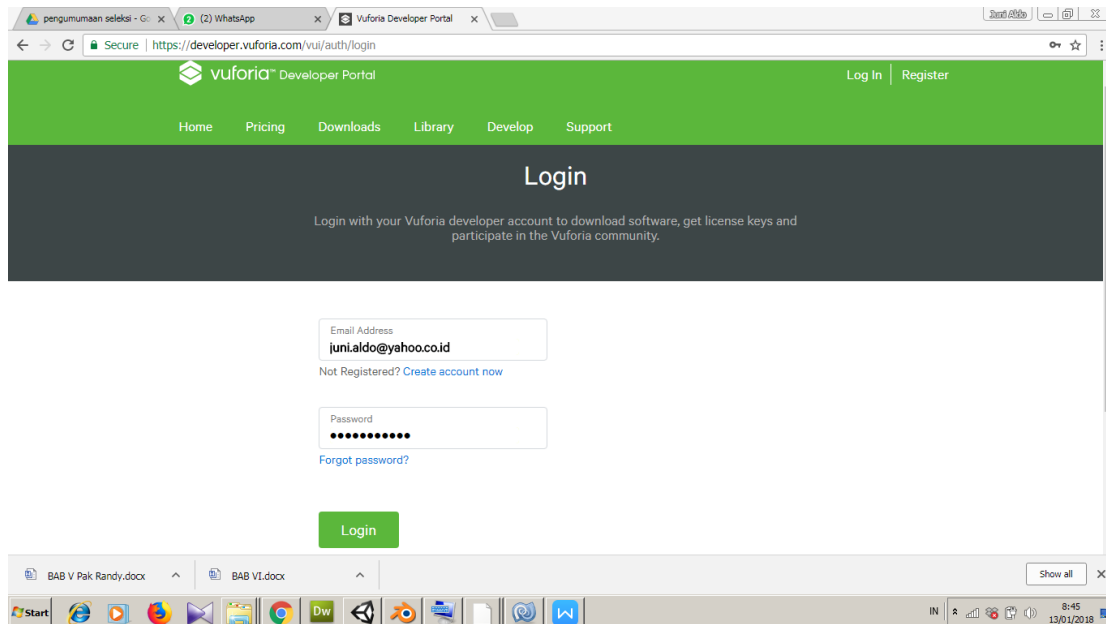 pengumumaan seleksi - Go
(2) WhatsApp
Vuforia Developer Portal
Juni Aldo
Secure
https://developer.vuforia.com/vui/auth/login
vuforia™ Developer Portal
Log In
Register
Home
Pricing
Downloads
Library
Develop
Support
Login
Login with your Vuforia developer account to download software, get license keys and
participate in the Vuforia community.
Email Address
juni.aldo@yahoo.co.id
Not Registered? Create account now
Password
•••••••••••
Forgot password?
Login
BAB V Pak Randy.docx
BAB VI.docx
Show all
Start
Dw
IN
8:45
13/01/2018